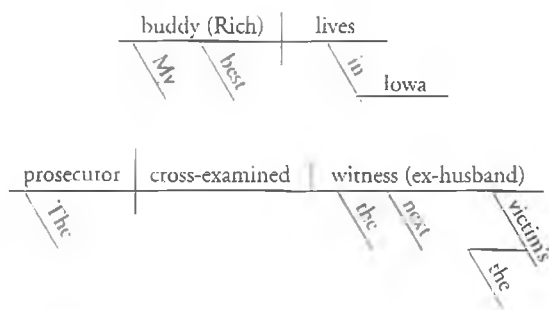 buddy (Rich) lives
My best in
Iowa
prosecutor cross-examined witness (ex-husband)
The the next victim's
the